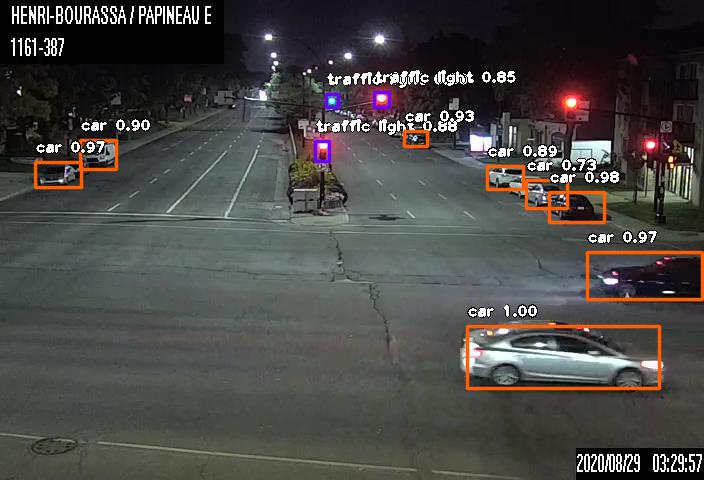 HENRI-BOURASSA / PAPINEAU E
1161-387
traffic light 0.85
car 0.93
traffic light 0.88
car 0.90
car 0.97
car 0.89
car 0.73
car 0.98
car 0.97
car 1.00
2020/08/29 03:29:57